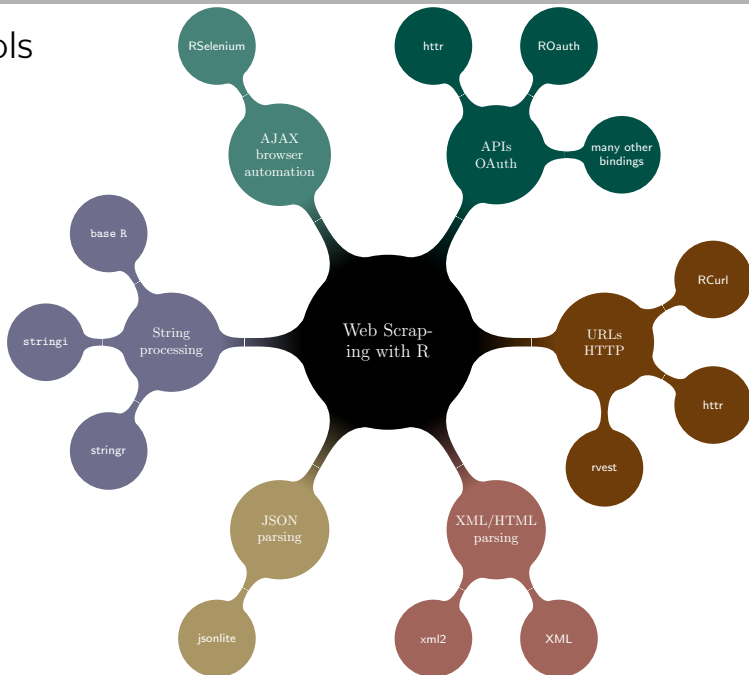 ols
RSelenium
httr
ROauth
AJAX
browser
automation
APIs
OAuth
many other
bindings
base R
RCurl
stringi
String
processing
Web Scrap-
ing with R
URLs
HTTP
httr
stringr
rvest
JSON
parsing
XML/HTML
parsing
jsonlite
xml2
XML